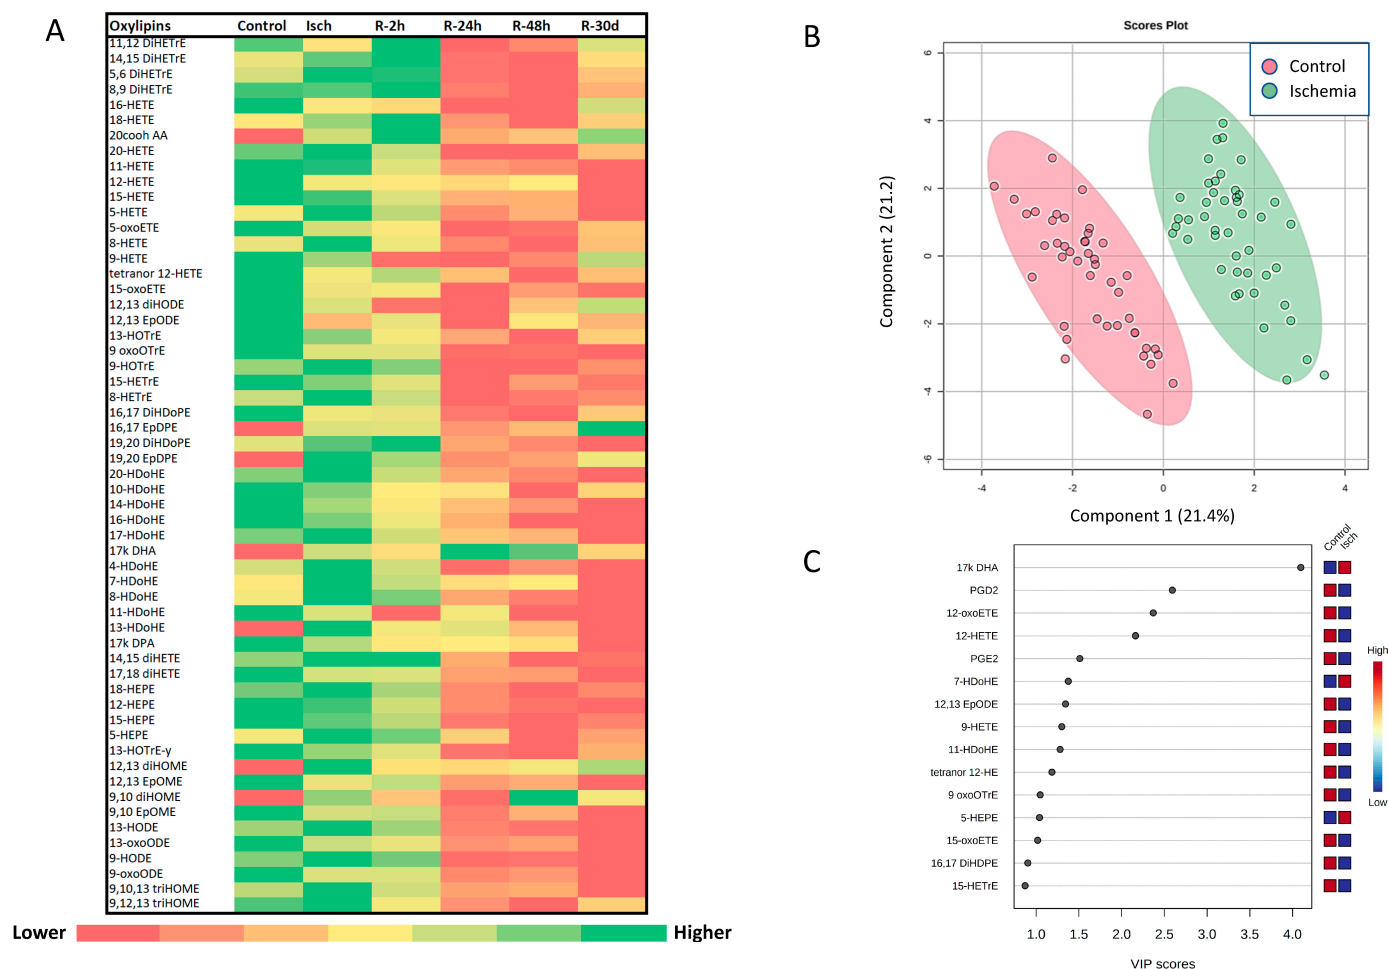 A
Oxylipins Control Isch R-2h R-24h R-48h R-30d
11,12 DiHETrE
14,15 DiHETrE
5,6 DiHETrE
8,9 DiHETrE
16-HETE
18-HETE
20cooh AA
20-HETE
11-HETE
12-HETE
15-HETE
5-HETE
5-oxoETE
8-HETE
9-HETE
tetranor 12-HETE
15-oxoETE
12,13 diHODE
12,13 EpODE
13-HOTrE
9 oxoOTrE
9-HOTrE
15-HETrE
8-HETrE
16,17 DiHDoPE
16,17 EpDPE
19,20 DiHDoPE
19,20 EpDPE
20-HDoHE
10-HDoHE
14-HDoHE
16-HDoHE
17-HDoHE
17k DHA
4-HDoHE
7-HDoHE
8-HDoHE
11-HDoHE
13-HDoHE
17k DPA
14,15 diHETE
17,18 diHETE
18-HEPE
12-HEPE
15-HEPE
5-HEPE
13-HOTrE-y
12,13 diHOME
12,13 EpOME
9,10 diHOME
9,10 EpOME
13-HODE
13-oxoODE
9-HODE
9-oxoODE
9,10,13 triHOME
9,12,13 triHOME
Lower Higher
B
Scores Plot
Control
Ischemia
Component 2 (21.2)
6
4
2
0
-2
-4
-6
-4 -2 0 2 4
Component 1 (21.4%)
C
Control
Isch
17k DHA
PGD2
12-oxoETE
12-HETE
PGE2
7-HDoHE
12,13 EpODE
9-HETE
11-HDoHE
tetranor 12-HE
9 oxoOTrE
5-HEPE
15-oxoETE
16,17 DiHDPE
15-HETrE
High
Low
1.0 1.5 2.0 2.5 3.0 3.5 4.0
VIP scores